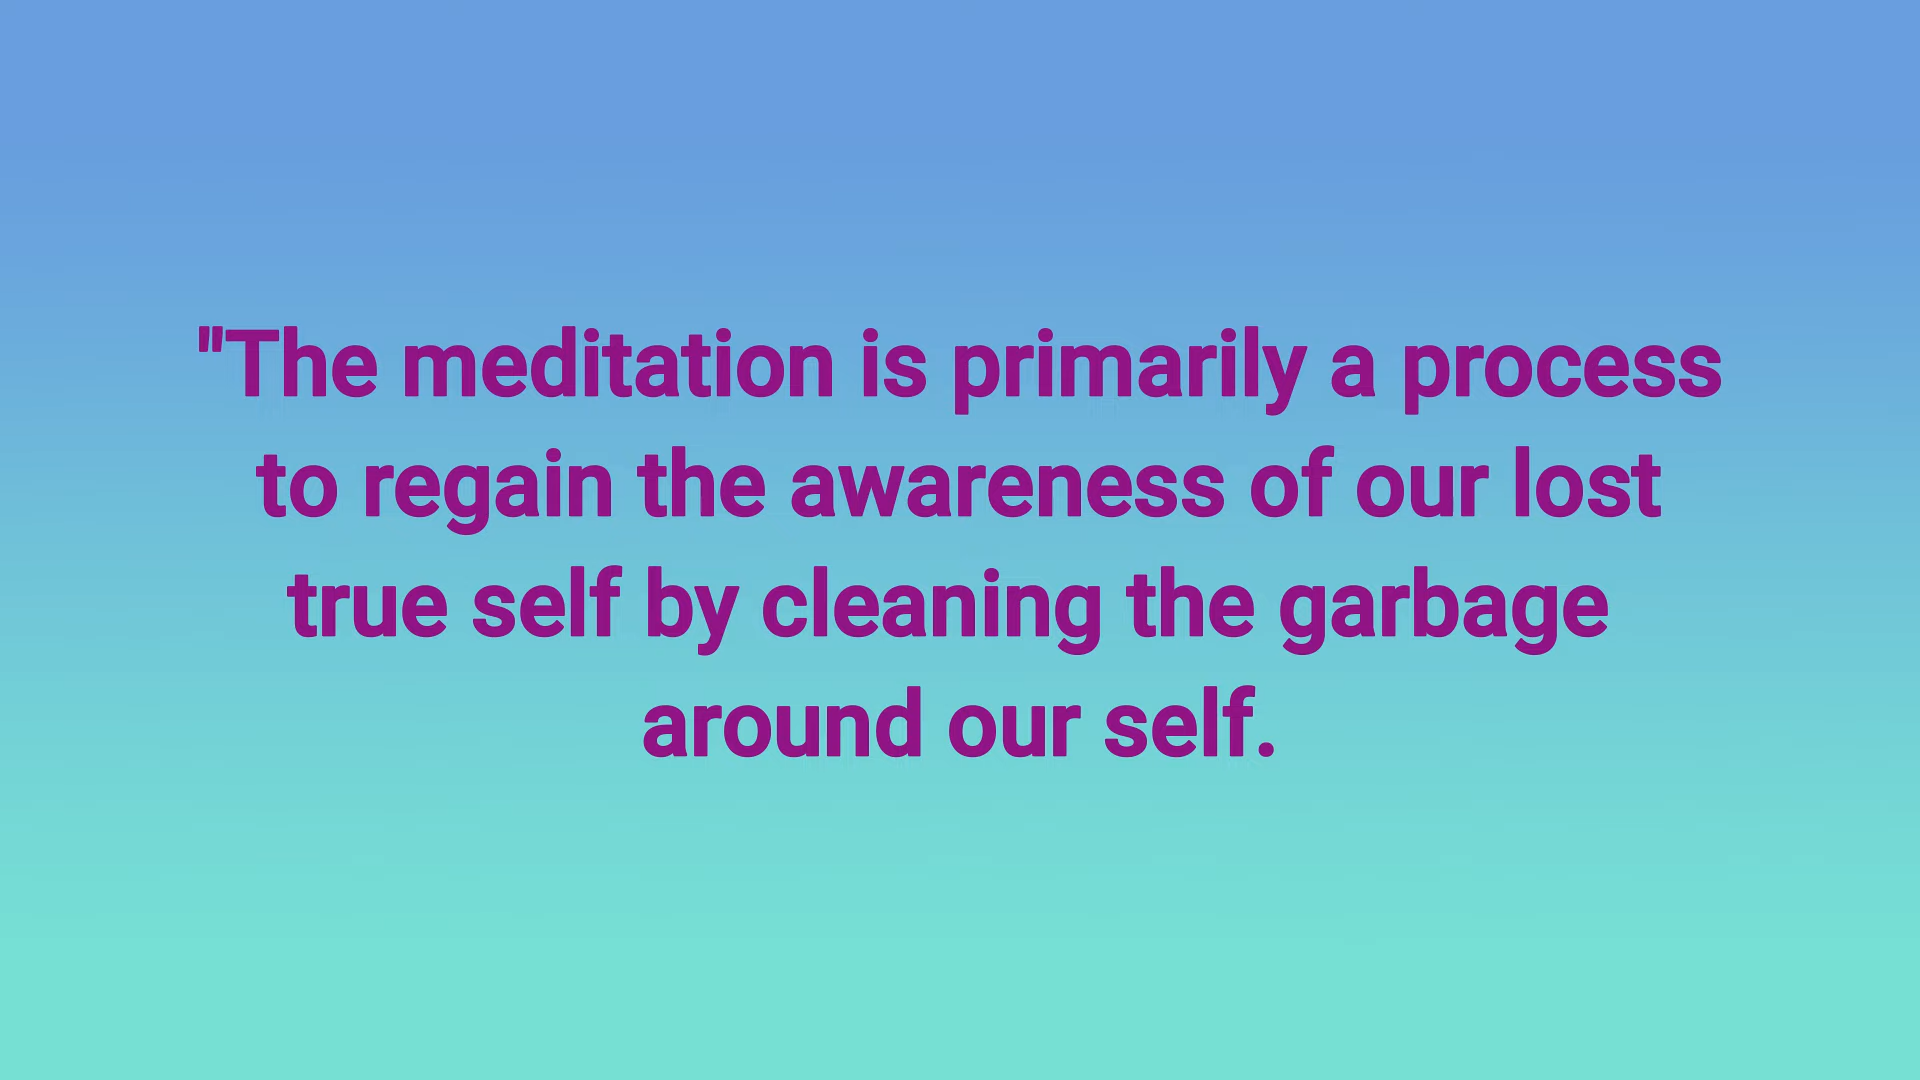 "The meditation is primarily a process
to regain the awareness of our lost
true self by cleaning the garbage
around our self.